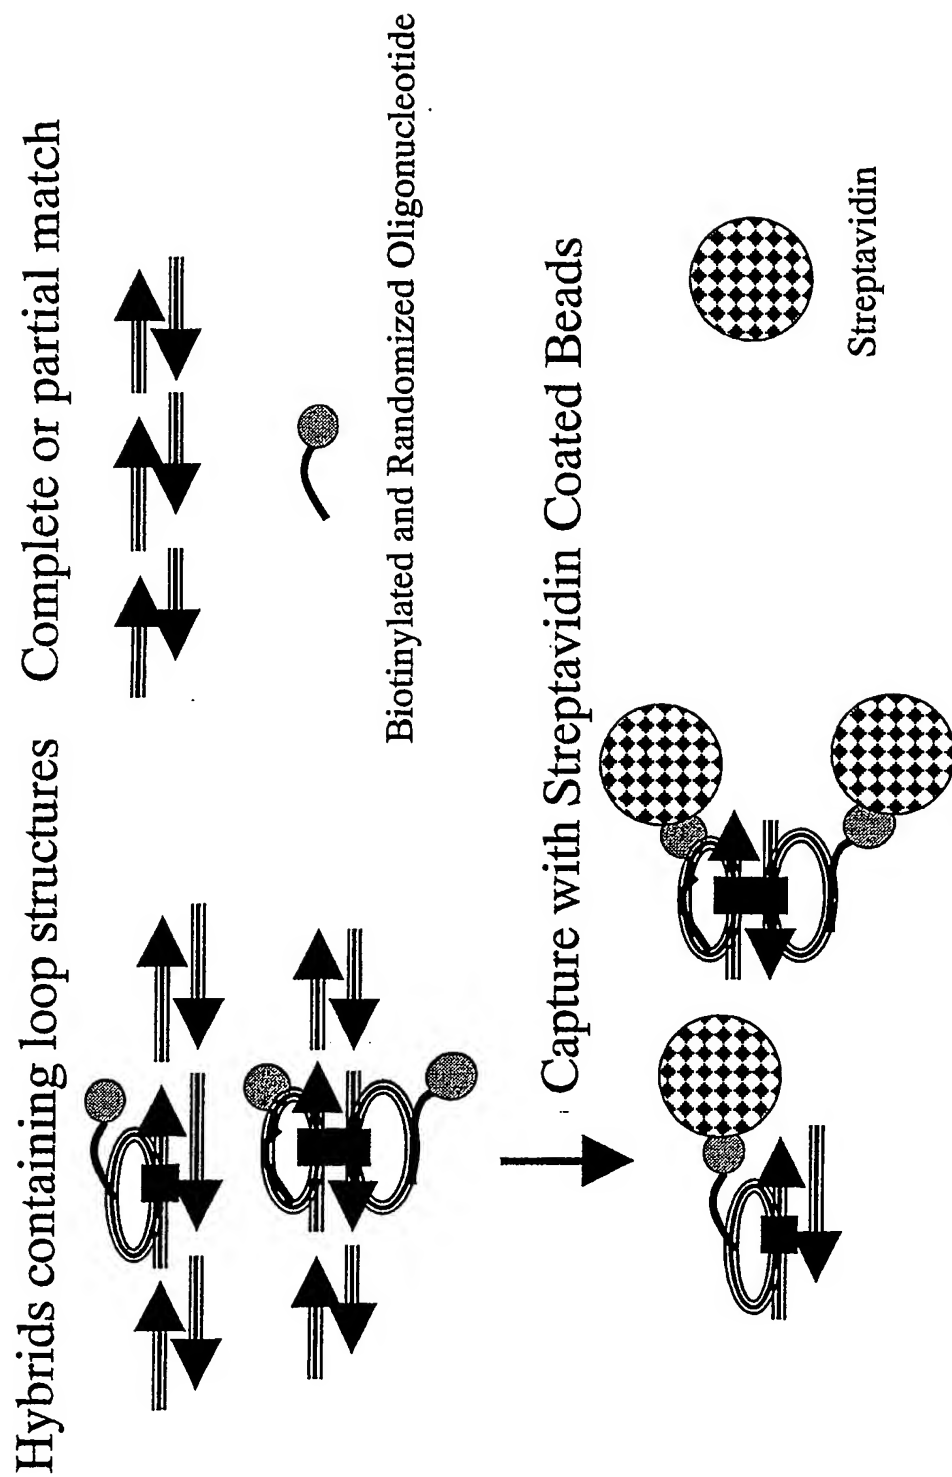 Hybrids containing loop structures
Complete or partial match
Biotinylated and Randomized Oligonucleotide
Capture with Streptavidin Coated Beads
Streptavidin